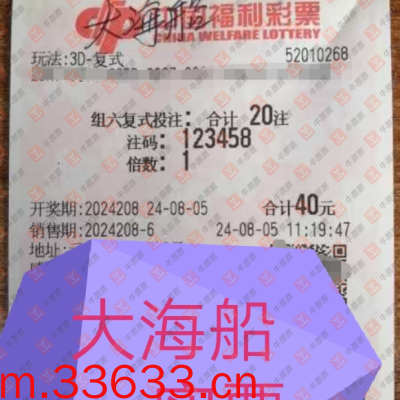 中国福利彩票
大海船
CHINA WELFARE LOTTERY
玩法:3D-复式
52010268
组六复式投注: 合计 20注
注码: 123458
倍数: 1
开奖期:2024208 24-08-05 合计40元
销售期:2024208-6 24-08-05 11:19:47
地址:
大海船
m.33633.cn